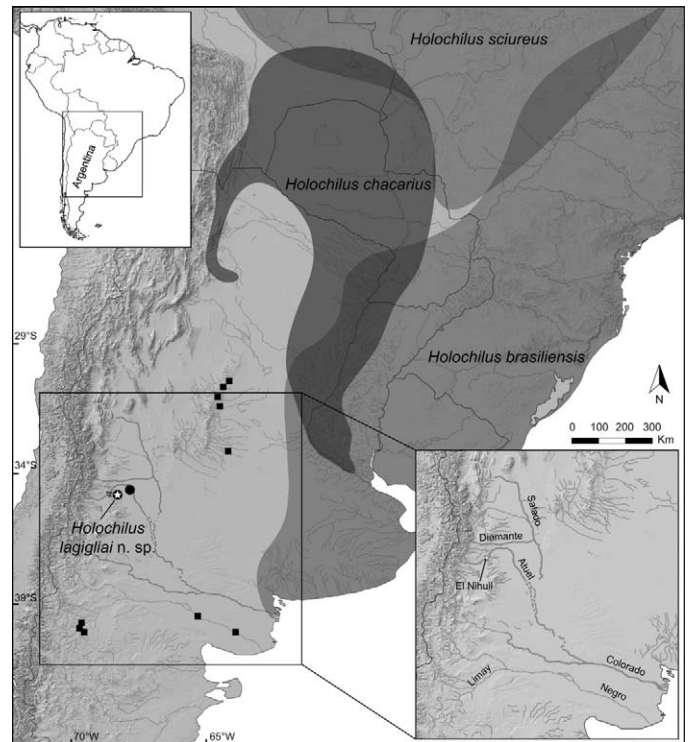 Argentina
Holochilus sciureus
Holochilus chacarius
29°S
Holochilus brasiliensis
N
0 100 200 300
Km
34°S
Holochilus
lagigliai n. sp.
Salado
Diamante
El Nihuil
Atuel
39°S
Colorado
Limay
Negro
70°W
65°W